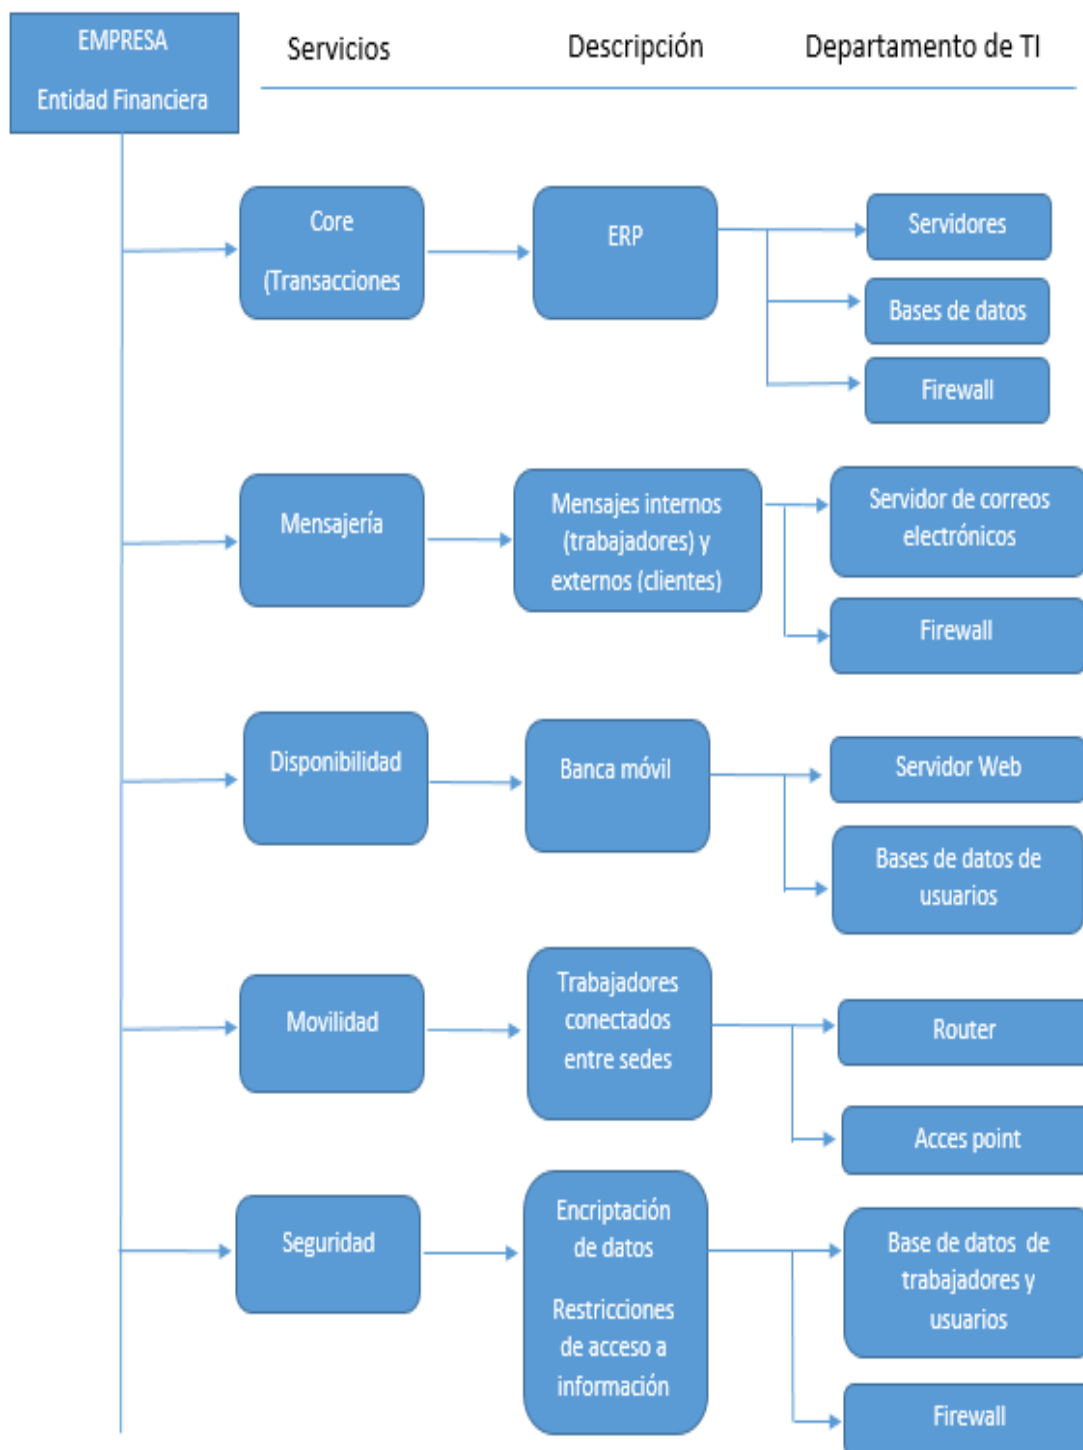 EMPRESA
Entidad Financiera
Servicios
Descripción
Departamento de TI
Core
(Transacciones
ERP
Servidores
Bases de datos
Firewall
Mensajería
Mensajes internos
(trabajadores) y
externos (clientes)
Servidor de correos
electrónicos
Firewall
Disponibilidad
Banca móvil
Servidor Web
Bases de datos de
usuarios
Movilidad
Trabajadores
conectados
entre sedes
Router
Acces point
Seguridad
Encriptación
de datos
Restricciones
de acceso a
información
Base de datos de
trabajadores y
usuarios
Firewall